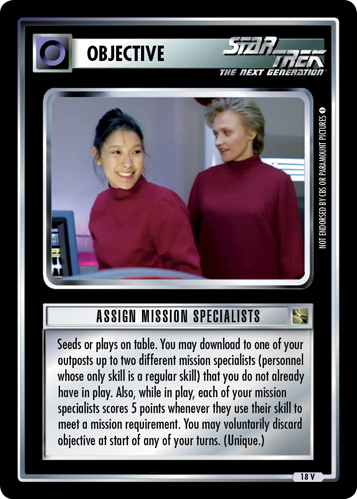 OBJECTIVE
STAR TREK
THE NEXT GENERATION
NOT ENDORSED BY CBS OR PARAMOUNT PICTURES
ASSIGN MISSION SPECIALISTS
Seeds or plays on table. You may download to one of your
outposts up to two different mission specialists (personnel
whose only skill is a regular skill) that you do not already
have in play. Also, while in play, each of your mission
specialists scores 5 points whenever they use their skill to
meet a mission requirement. You may voluntarily discard
objective at start of any of your turns. (Unique.)
18 V